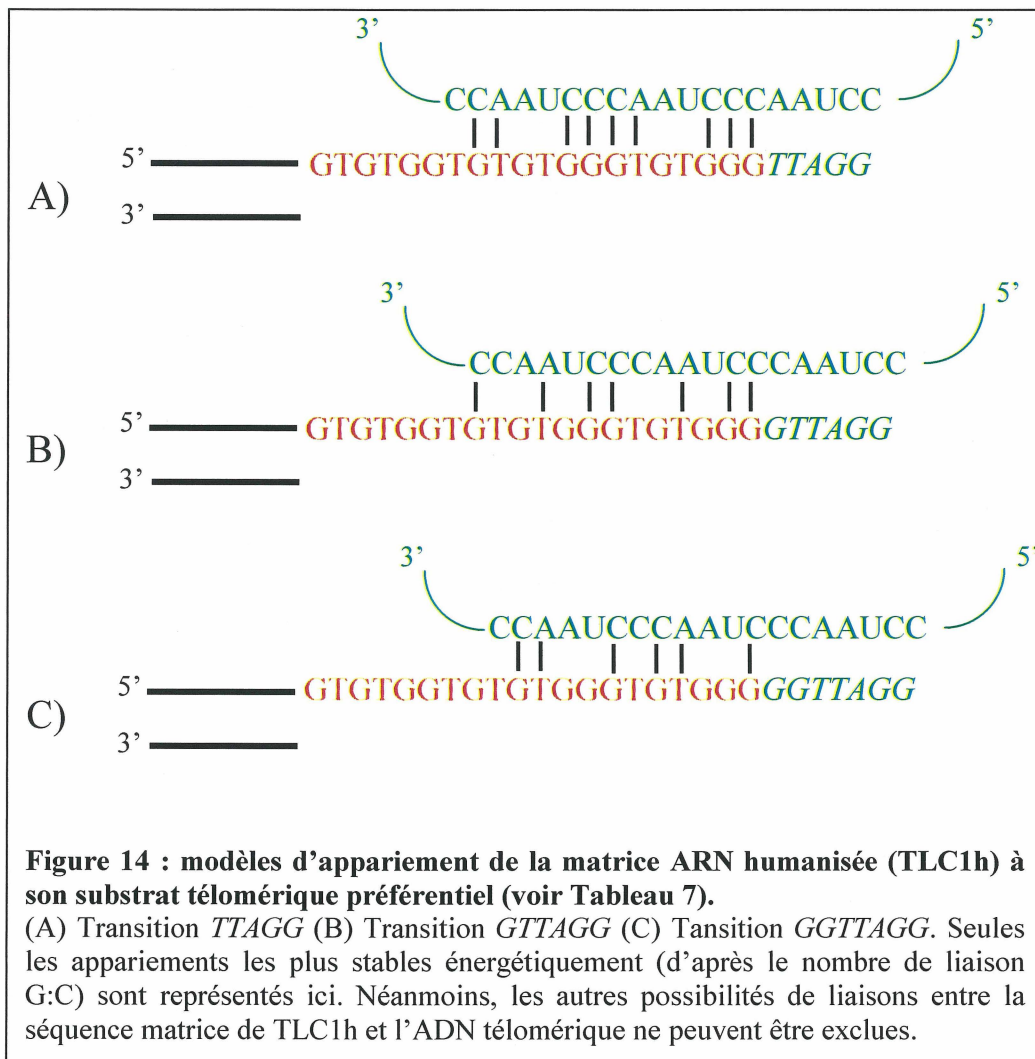 3’ 5’
CCAAUCCCAAUCCCAAUCC
5’ GTGTGGTGTGTGGGTGTGGGTTAGG
A)
3’
3’ 5’
CCAAUCCCAAUCCCAAUCC
5’ GTGTGGTGTGTGGGTGTGGGGTTAGG
B)
3’
3’ 5’
CCAAUCCCAAUCCCAAUCC
5’ GTGTGGTGTGTGGGTGTGGGGGTTAGG
C)
3’
Figure 14 : modèles d’appariement de la matrice ARN humanisée (TLC1h) à
son substrat télomérique préférentiel (voir Tableau 7).
(A) Transition TTAGG (B) Transition GTTAGG (C) Tansition GGTTAGG. Seules
les appariements les plus stables énergétiquement (d’après le nombre de liaison
G:C) sont représentés ici. Néanmoins, les autres possibilités de liaisons entre la
séquence matrice de TLC1h et l’ADN télomérique ne peuvent être exclues.